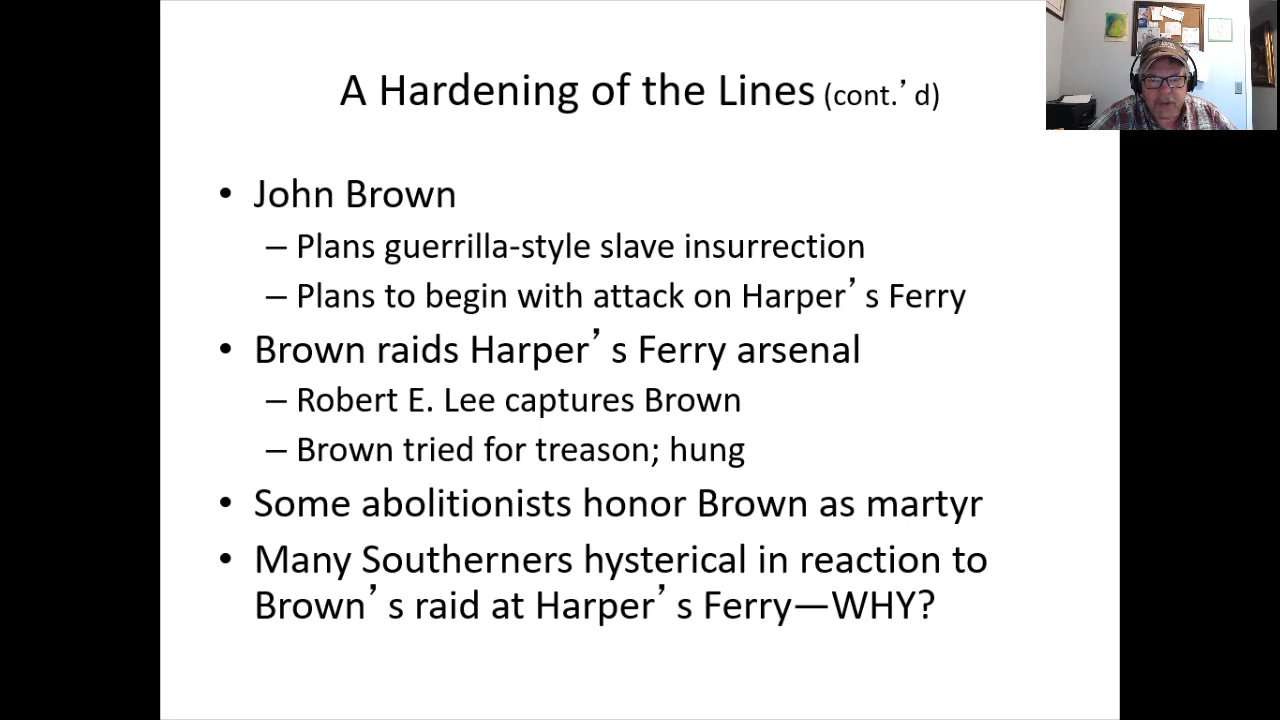 A Hardening of the Lines (cont.’d)
• John Brown
– Plans guerrilla-style slave insurrection
– Plans to begin with attack on Harper’s Ferry
• Brown raids Harper’s Ferry arsenal
– Robert E. Lee captures Brown
– Brown tried for treason; hung
• Some abolitionists honor Brown as martyr
• Many Southerners hysterical in reaction to
Brown’s raid at Harper’s Ferry—WHY?